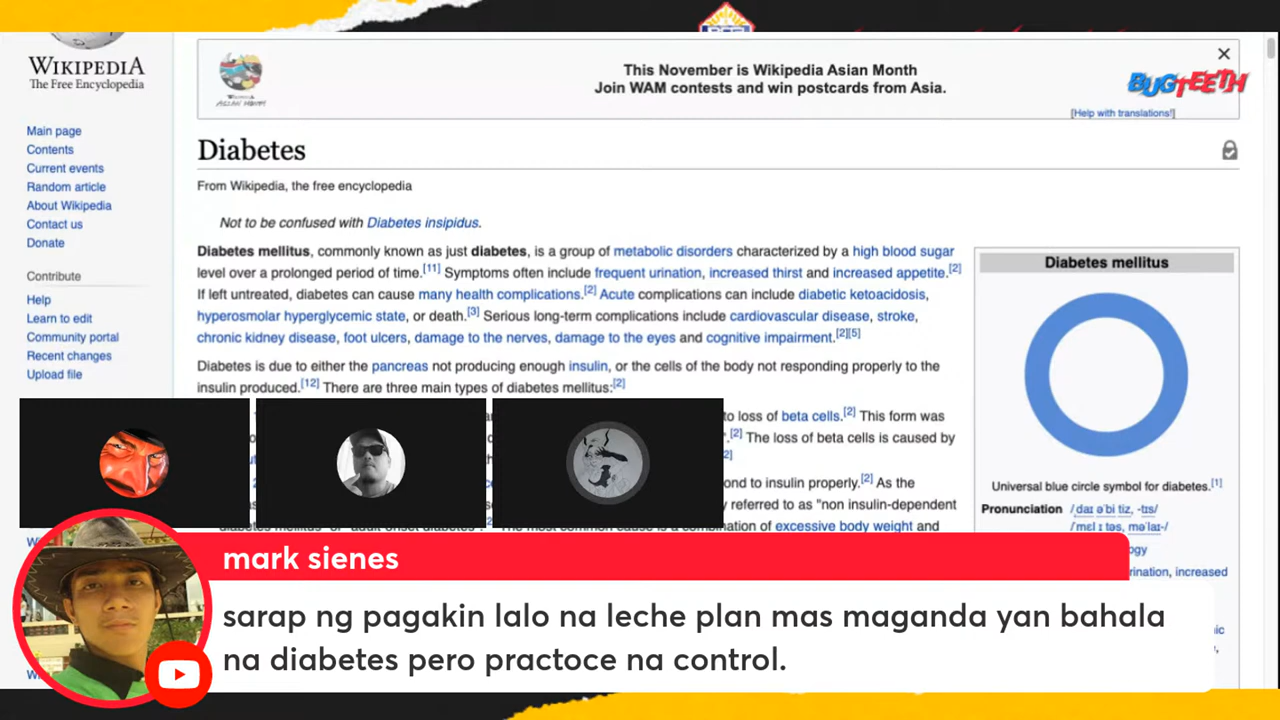 WIKIPEDIA
The Free Encyclopedia
Main page
Contents
Current events
Random article
About Wikipedia
Contact us
Donate
Contribute
Help
Learn to edit
Community portal
Recent changes
Upload file
WIKIPEDIA
ASIAN MONTH
This November is Wikipedia Asian Month
Join WAM contests and win postcards from Asia.
[Help with translations!]
BUGTEETH
Diabetes
From Wikipedia, the free encyclopedia
Not to be confused with Diabetes insipidus.
Diabetes mellitus, commonly known as just diabetes, is a group of metabolic disorders characterized by a high blood sugar
level over a prolonged period of time.[11] Symptoms often include frequent urination, increased thirst and increased appetite.[2]
If left untreated, diabetes can cause many health complications.[2] Acute complications can include diabetic ketoacidosis,
hyperosmolar hyperglycemic state, or death.[3] Serious long-term complications include cardiovascular disease, stroke,
chronic kidney disease, foot ulcers, damage to the nerves, damage to the eyes and cognitive impairment.[2][5]
Diabetes is due to either the pancreas not producing enough insulin, or the cells of the body not responding properly to the
insulin produced.[12] There are three main types of diabetes mellitus:[2]
to loss of beta cells.[2] This form was
[2] The loss of beta cells is caused by
[2]
ond to insulin properly.[2] As the
y referred to as "non insulin-dependent
ation of excessive body weight and
Diabetes mellitus
Universal blue circle symbol for diabetes.[1]
Pronunciation /ˌdaɪəˈbiːtiːz, -tɪs/
increased
mark sienes
sarap ng pagakin lalo na leche plan mas maganda yan bahala
na diabetes pero practoce na control.